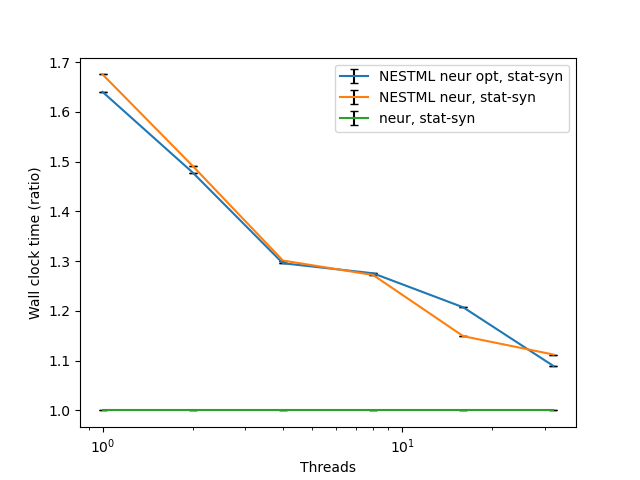 1.7
1.6
1.5
1.4
1.3
1.2
1.1
1.0
Wall clock time (ratio)
NESTML neur opt, stat-syn
NESTML neur, stat-syn
neur, stat-syn
10⁰ 10¹
Threads